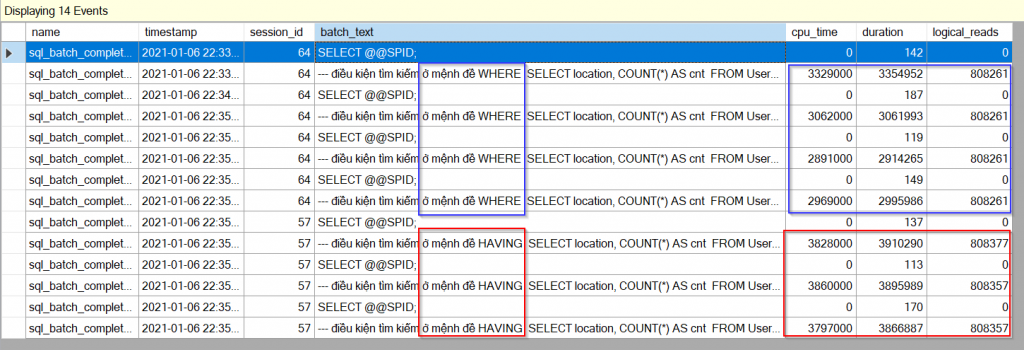 Displaying 14 Events
name timestamp session_id batch_text cpu_time duration logical_reads
sql_batch_complet... 2021-01-06 22:33... 64 SELECT @@SPID; 0 142 0
sql_batch_complet... 2021-01-06 22:33... 64 --- điều kiện tìm kiếm ở mệnh đề WHERE SELECT location, COUNT(*) AS cnt FROM User... 3329000 3354952 808261
sql_batch_complet... 2021-01-06 22:34... 64 SELECT @@SPID; 0 187 0
sql_batch_complet... 2021-01-06 22:35... 64 --- điều kiện tìm kiếm ở mệnh đề WHERE SELECT location, COUNT(*) AS cnt FROM User... 3062000 3061993 808261
sql_batch_complet... 2021-01-06 22:35... 64 SELECT @@SPID; 0 119 0
sql_batch_complet... 2021-01-06 22:35... 64 --- điều kiện tìm kiếm ở mệnh đề WHERE SELECT location, COUNT(*) AS cnt FROM User... 2891000 2914265 808261
sql_batch_complet... 2021-01-06 22:35... 64 SELECT @@SPID; 0 149 0
sql_batch_complet... 2021-01-06 22:35... 64 --- điều kiện tìm kiếm ở mệnh đề WHERE SELECT location, COUNT(*) AS cnt FROM User... 2969000 2995986 808261
sql_batch_complet... 2021-01-06 22:35... 57 SELECT @@SPID; 0 137 0
sql_batch_complet... 2021-01-06 22:35... 57 --- điều kiện tìm kiếm ở mệnh đề HAVING SELECT location, COUNT(*) AS cnt FROM User... 3828000 3910290 808377
sql_batch_complet... 2021-01-06 22:35... 57 SELECT @@SPID; 0 113 0
sql_batch_complet... 2021-01-06 22:35... 57 --- điều kiện tìm kiếm ở mệnh đề HAVING SELECT location, COUNT(*) AS cnt FROM User... 3860000 3895989 808357
sql_batch_complet... 2021-01-06 22:35... 57 SELECT @@SPID; 0 170 0
sql_batch_complet... 2021-01-06 22:35... 57 --- điều kiện tìm kiếm ở mệnh đề HAVING SELECT location, COUNT(*) AS cnt FROM User... 3797000 3866887 808357